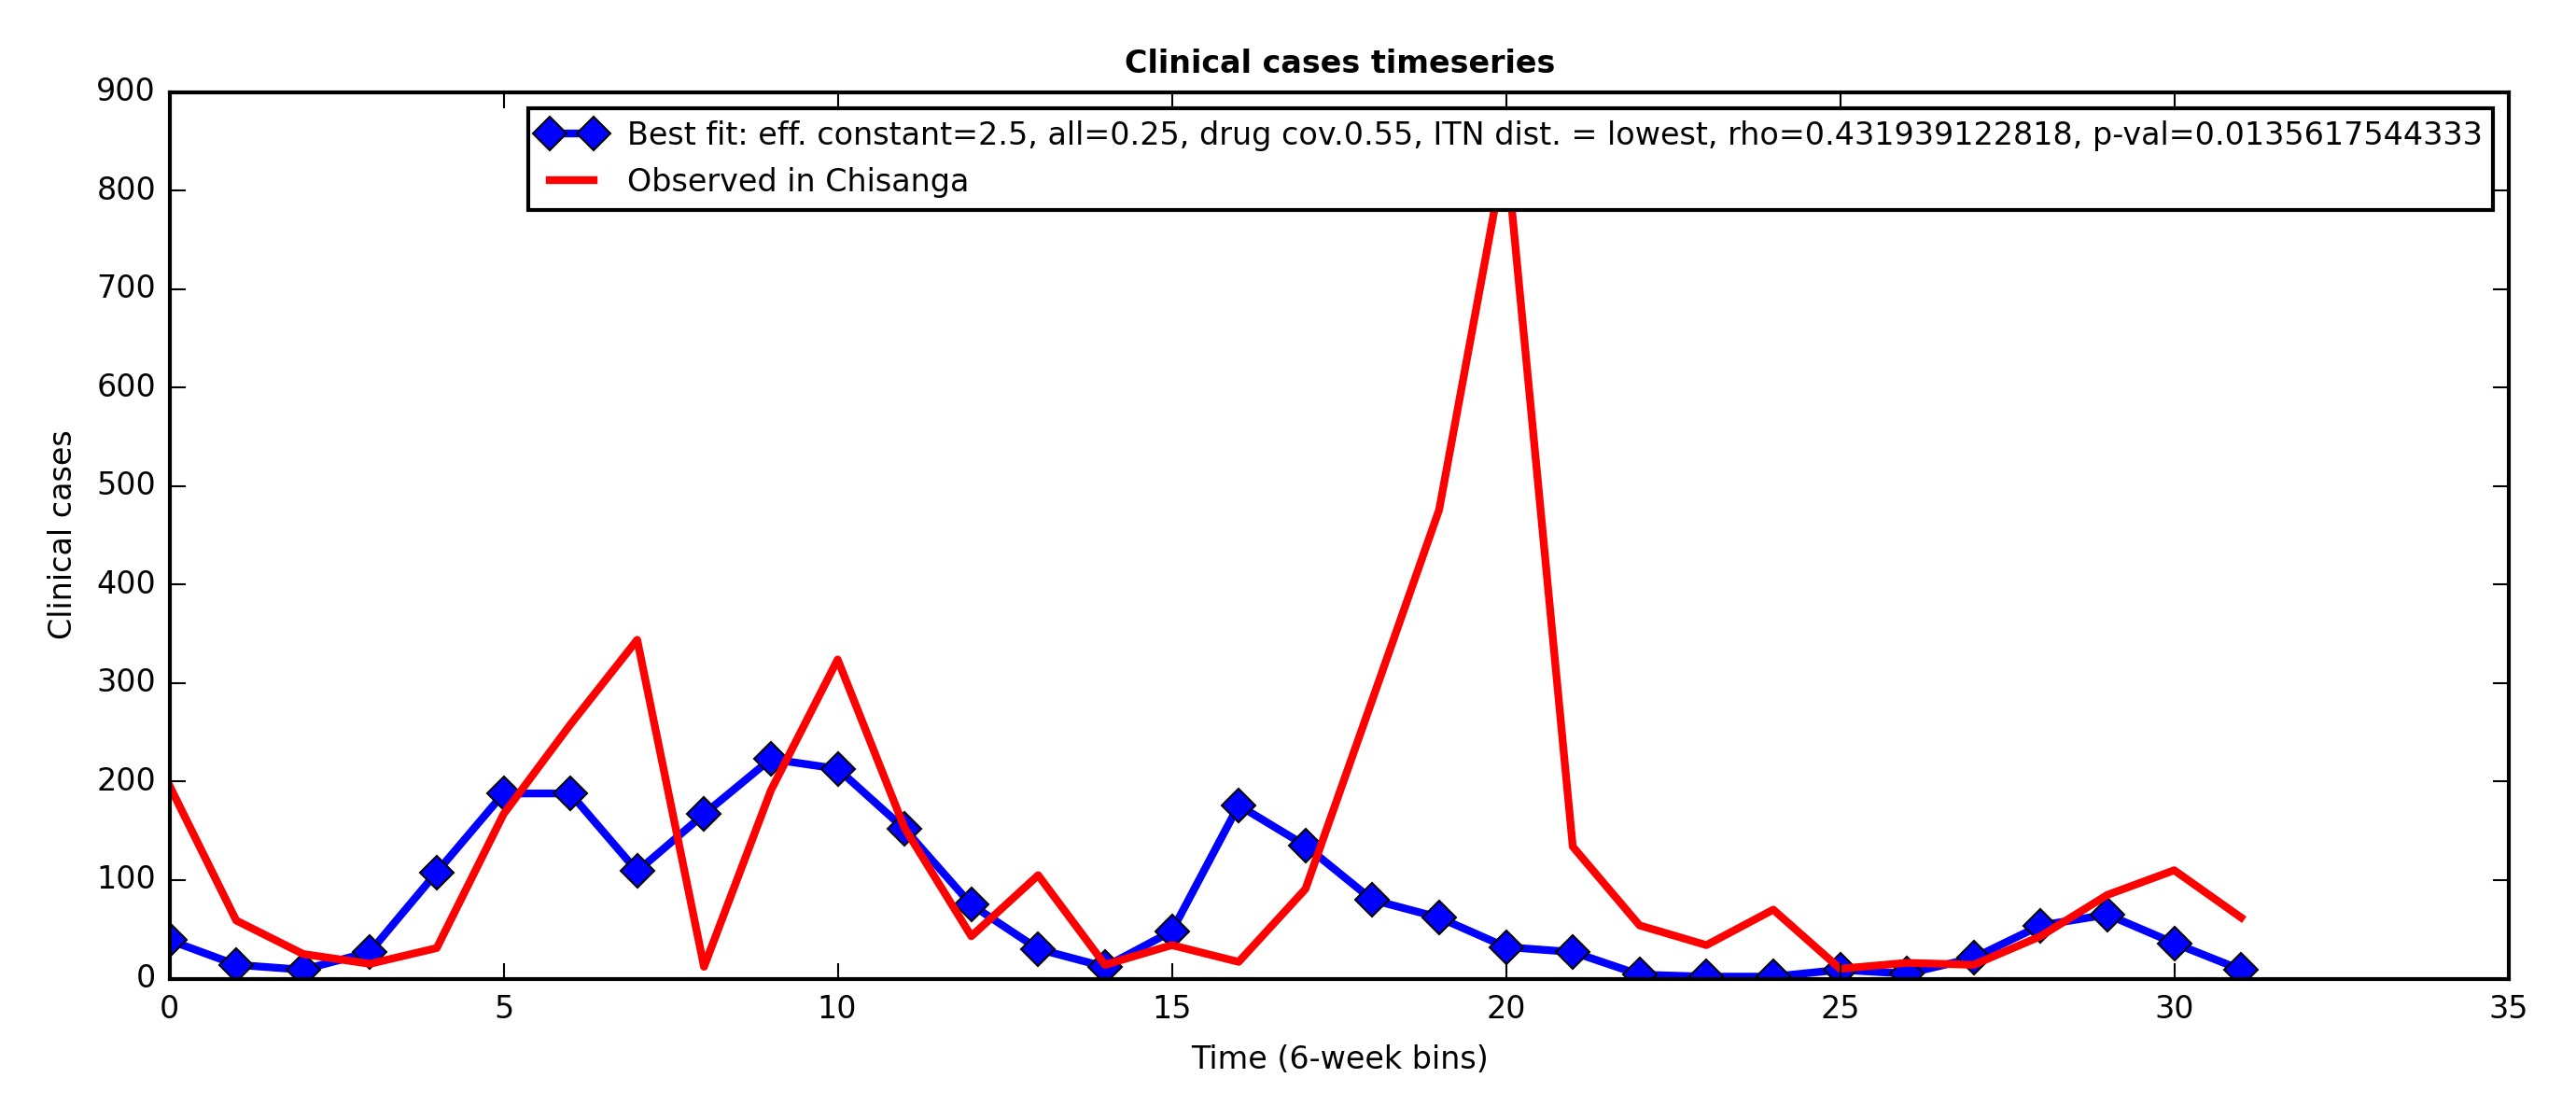 Clinical cases timeseries
Best fit: eff. constant=2.5, all=0.25, drug cov.0.55, ITN dist. = lowest, rho=0.431939122818, p-val=0.0135617544333
Observed in Chisanga
900
800
700
600
500
400
300
200
100
0
Clinical cases
0 5 10 15 20 25 30 35
Time (6-week bins)